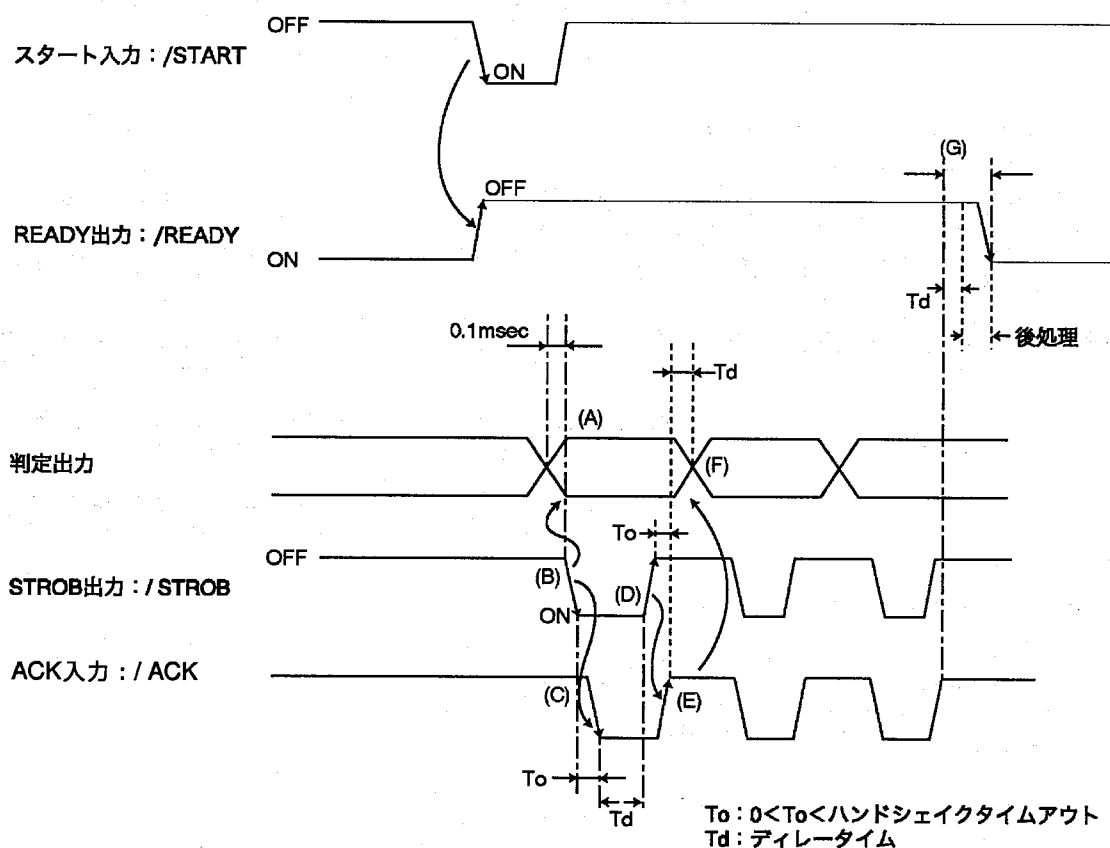 OFF
スタート入力：/START
ON
(G)
OFF
READY出力：/READY
ON
Td
0.1msec
後処理
Td
(A)
判定出力
(F)
To
OFF
(B)
(D)
STROB出力：/ STROB
ON
ACK入力：/ ACK
(C)
(E)
To
Td
To：0<To<ハンドシェイクタイムアウト
Td：ディレータイム